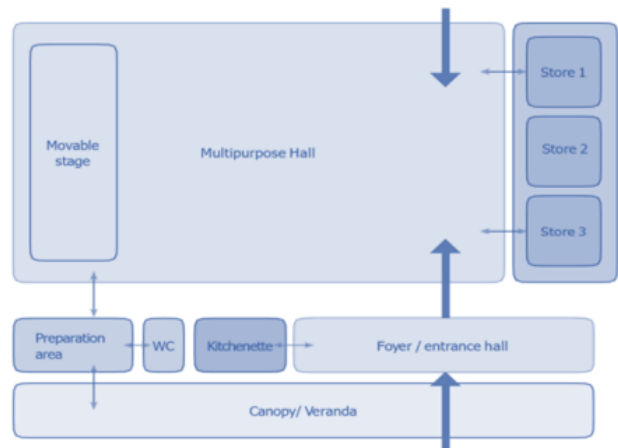 Store 1
Movable
stage
Multipurpose Hall
Store 2
Store 3
Preparation
area
WC
Kitchenette
Foyer / entrance hall
Canopy/ Veranda